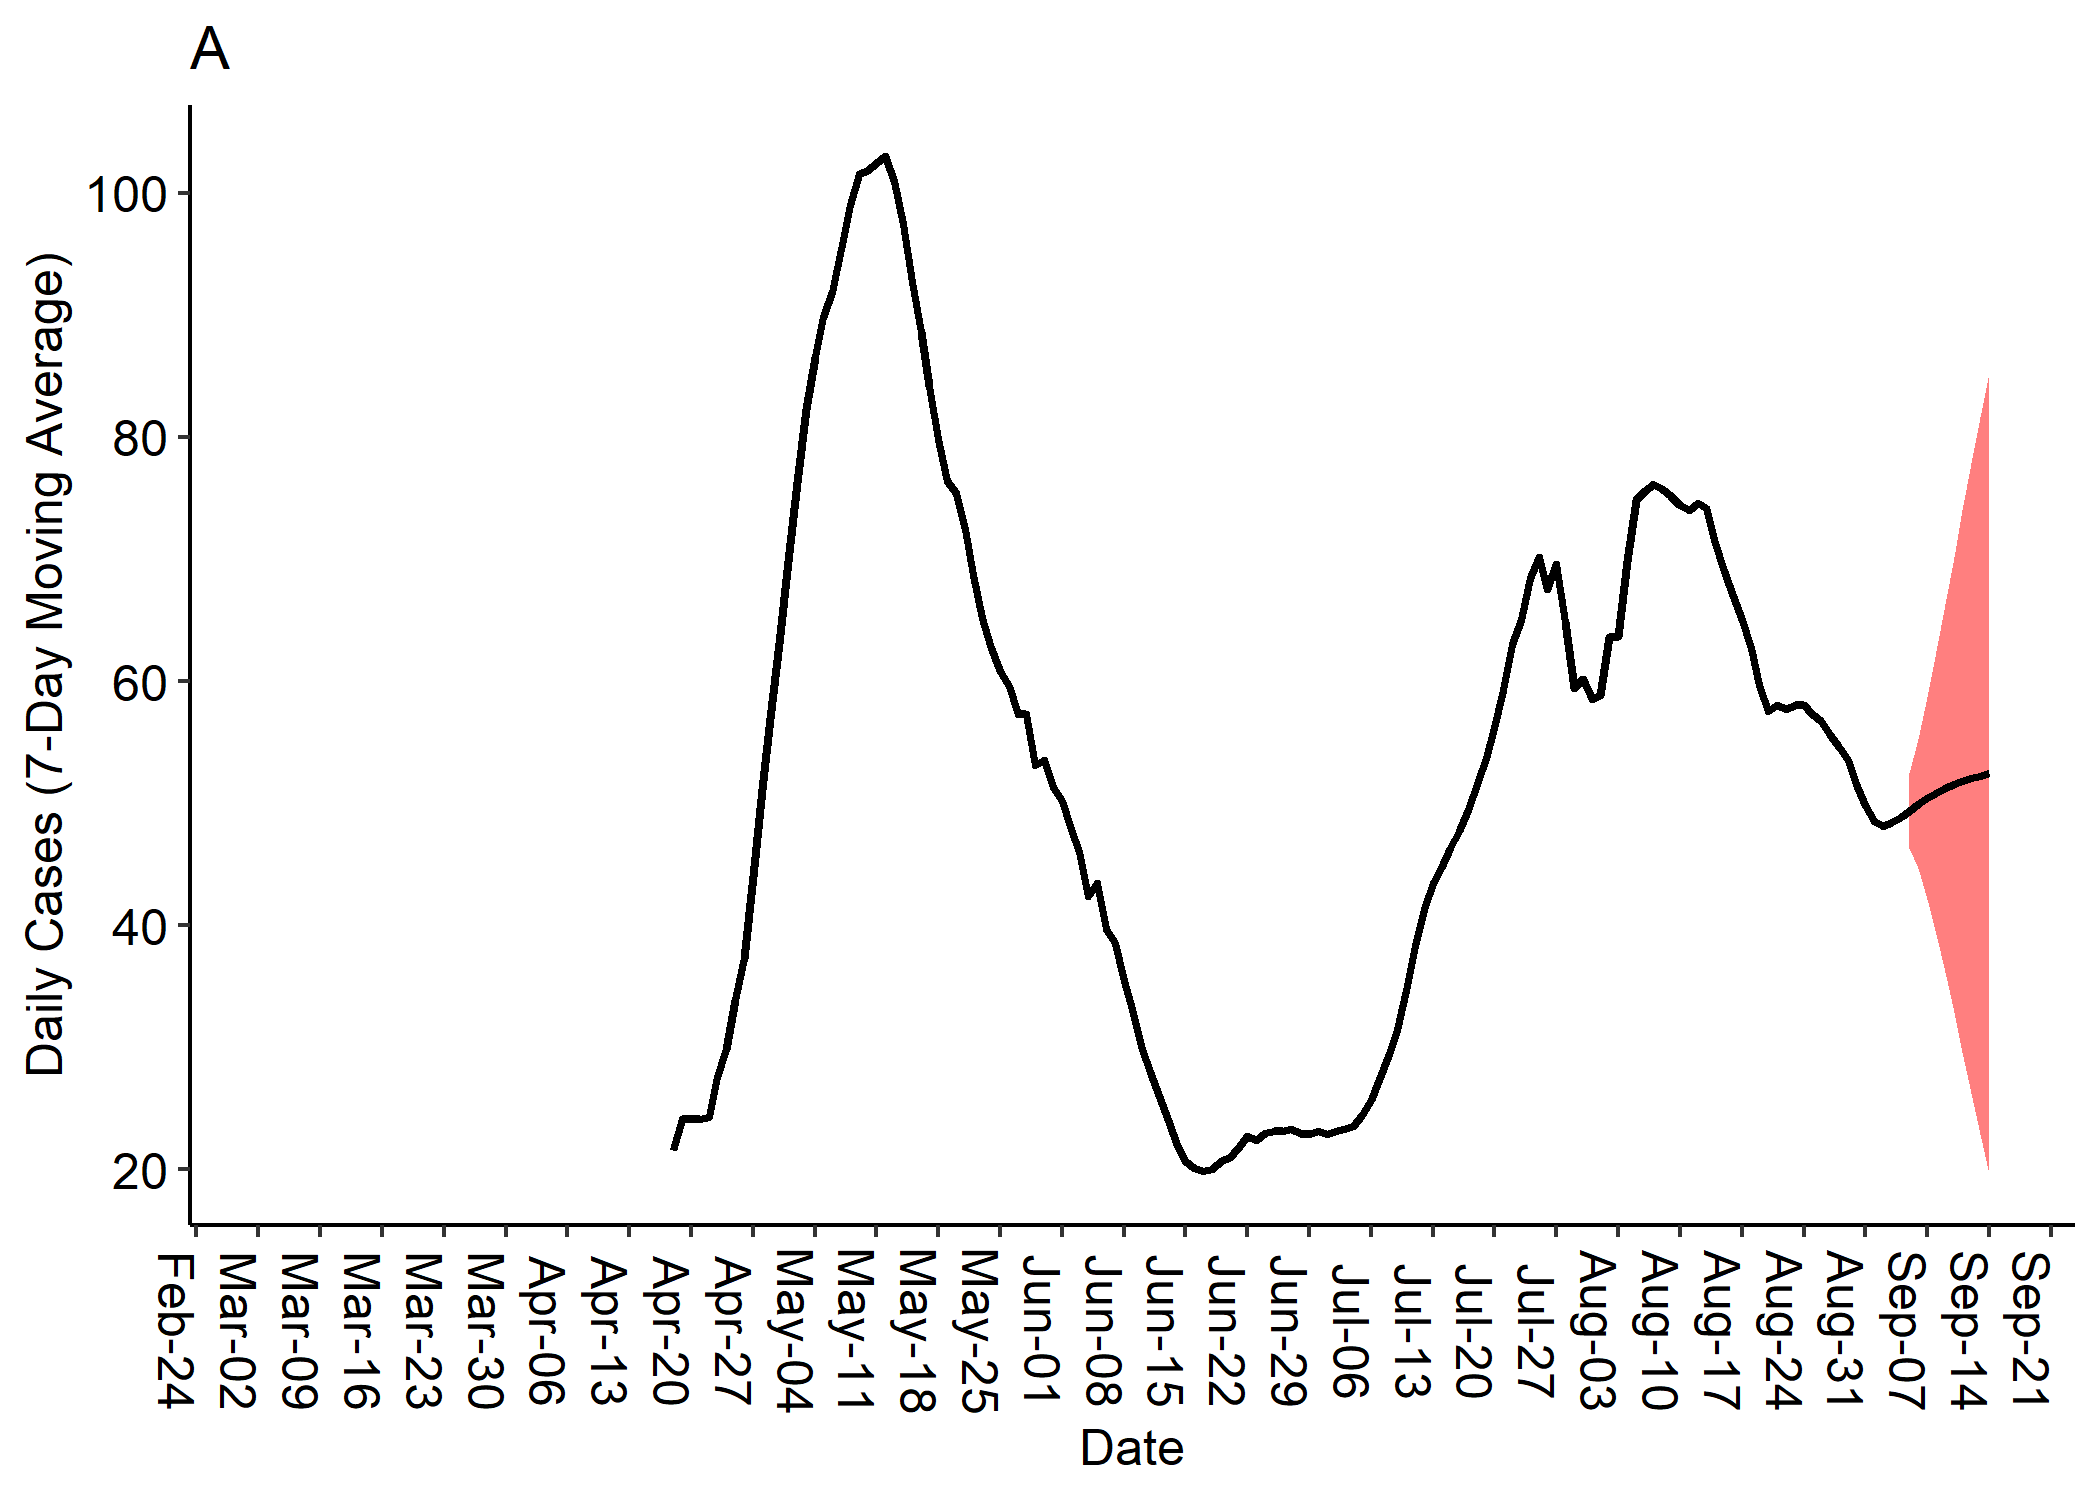 A
Daily Cases (7-Day Moving Average)
100
80
60
40
20
Feb-24
Mar-02
Mar-09
Mar-16
Mar-23
Mar-30
Apr-06
Apr-13
Apr-20
Apr-27
May-04
May-11
May-18
May-25
Jun-01
Jun-08
Jun-15
Jun-22
Jun-29
Jul-06
Jul-13
Jul-20
Jul-27
Aug-03
Aug-10
Aug-17
Aug-24
Aug-31
Sep-07
Sep-14
Sep-21
Date